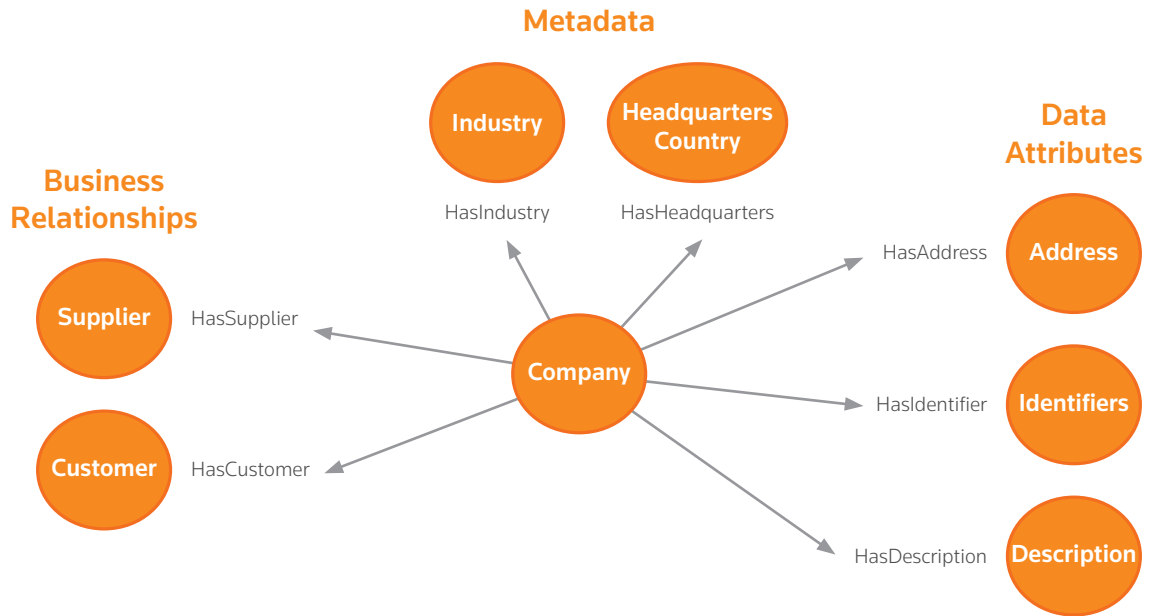 Metadata
Industry
Headquarters
Country
HasIndustry
HasHeadquarters
Business
Relationships
Supplier
HasSupplier
Customer
HasCustomer
Company
Data
Attributes
HasAddress
Address
HasIdentifier
Identifiers
HasDescription
Description